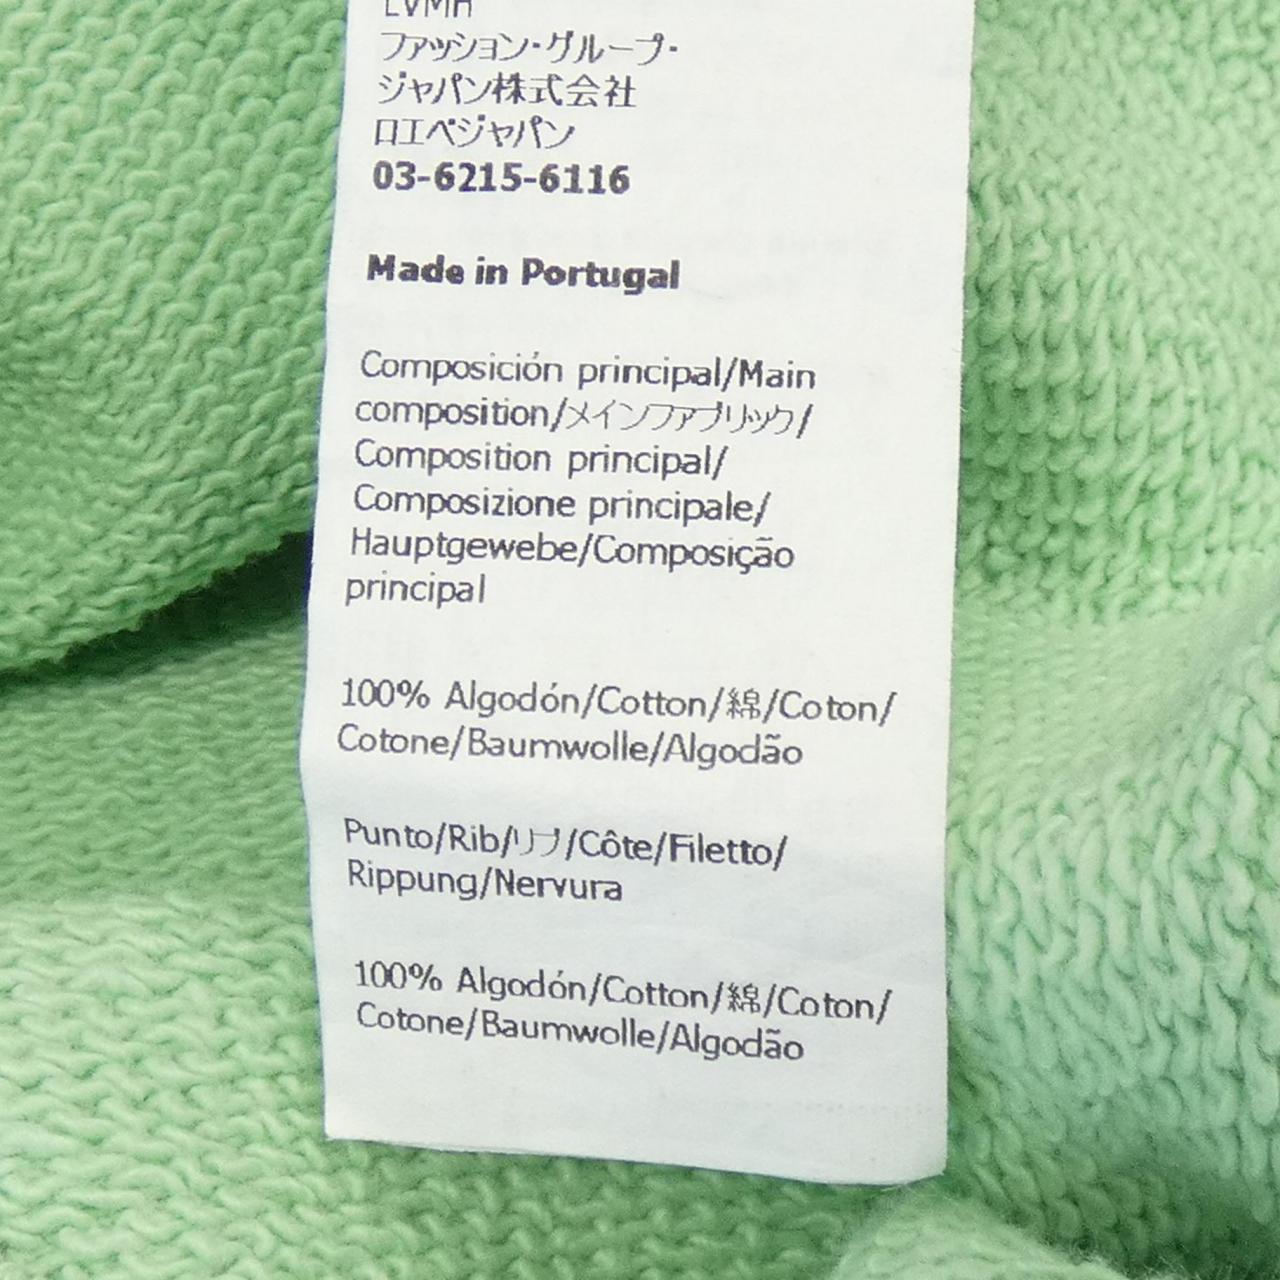 LVMH
ファッション・グループ・
ジャパン株式会社
ロエベジャパン
03-6215-6116
Made in Portugal
Composición principal/Main
composition/メインファブリック/
Composition principal/
Composizione principale/
Hauptgewebe/Composição
principal
100% Algodón/Cotton/綿/Coton/
Cotone/Baumwolle/Algodão
Punto/Rib/リブ/Côte/Filetto/
Rippung/Nervura
100% Algodón/Cotton/綿/Coton/
Cotone/Baumwolle/Algodão